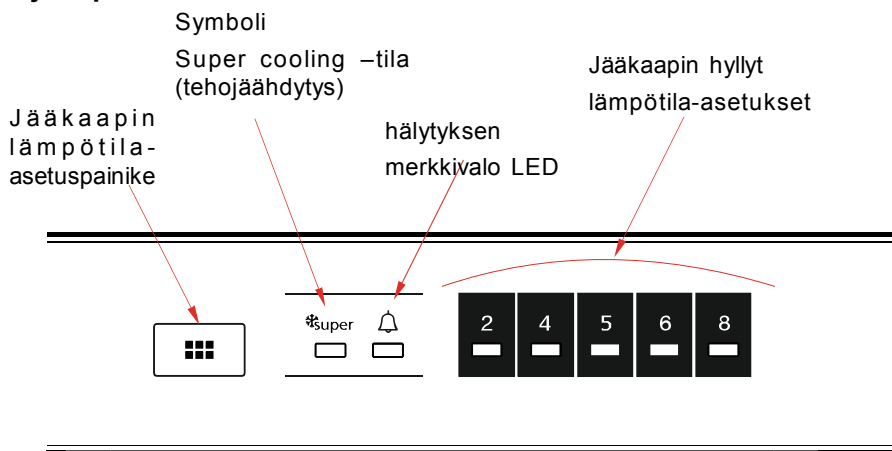 Symboli
Super cooling –tila
(tehojäähdytys)
Jääkaapin hyllyt
lämpötila-asetukset
Jääkaapin
lämpötila-
asetuspainike
hälytyksen
merkkivalo LED
super
2 4 5 6 8